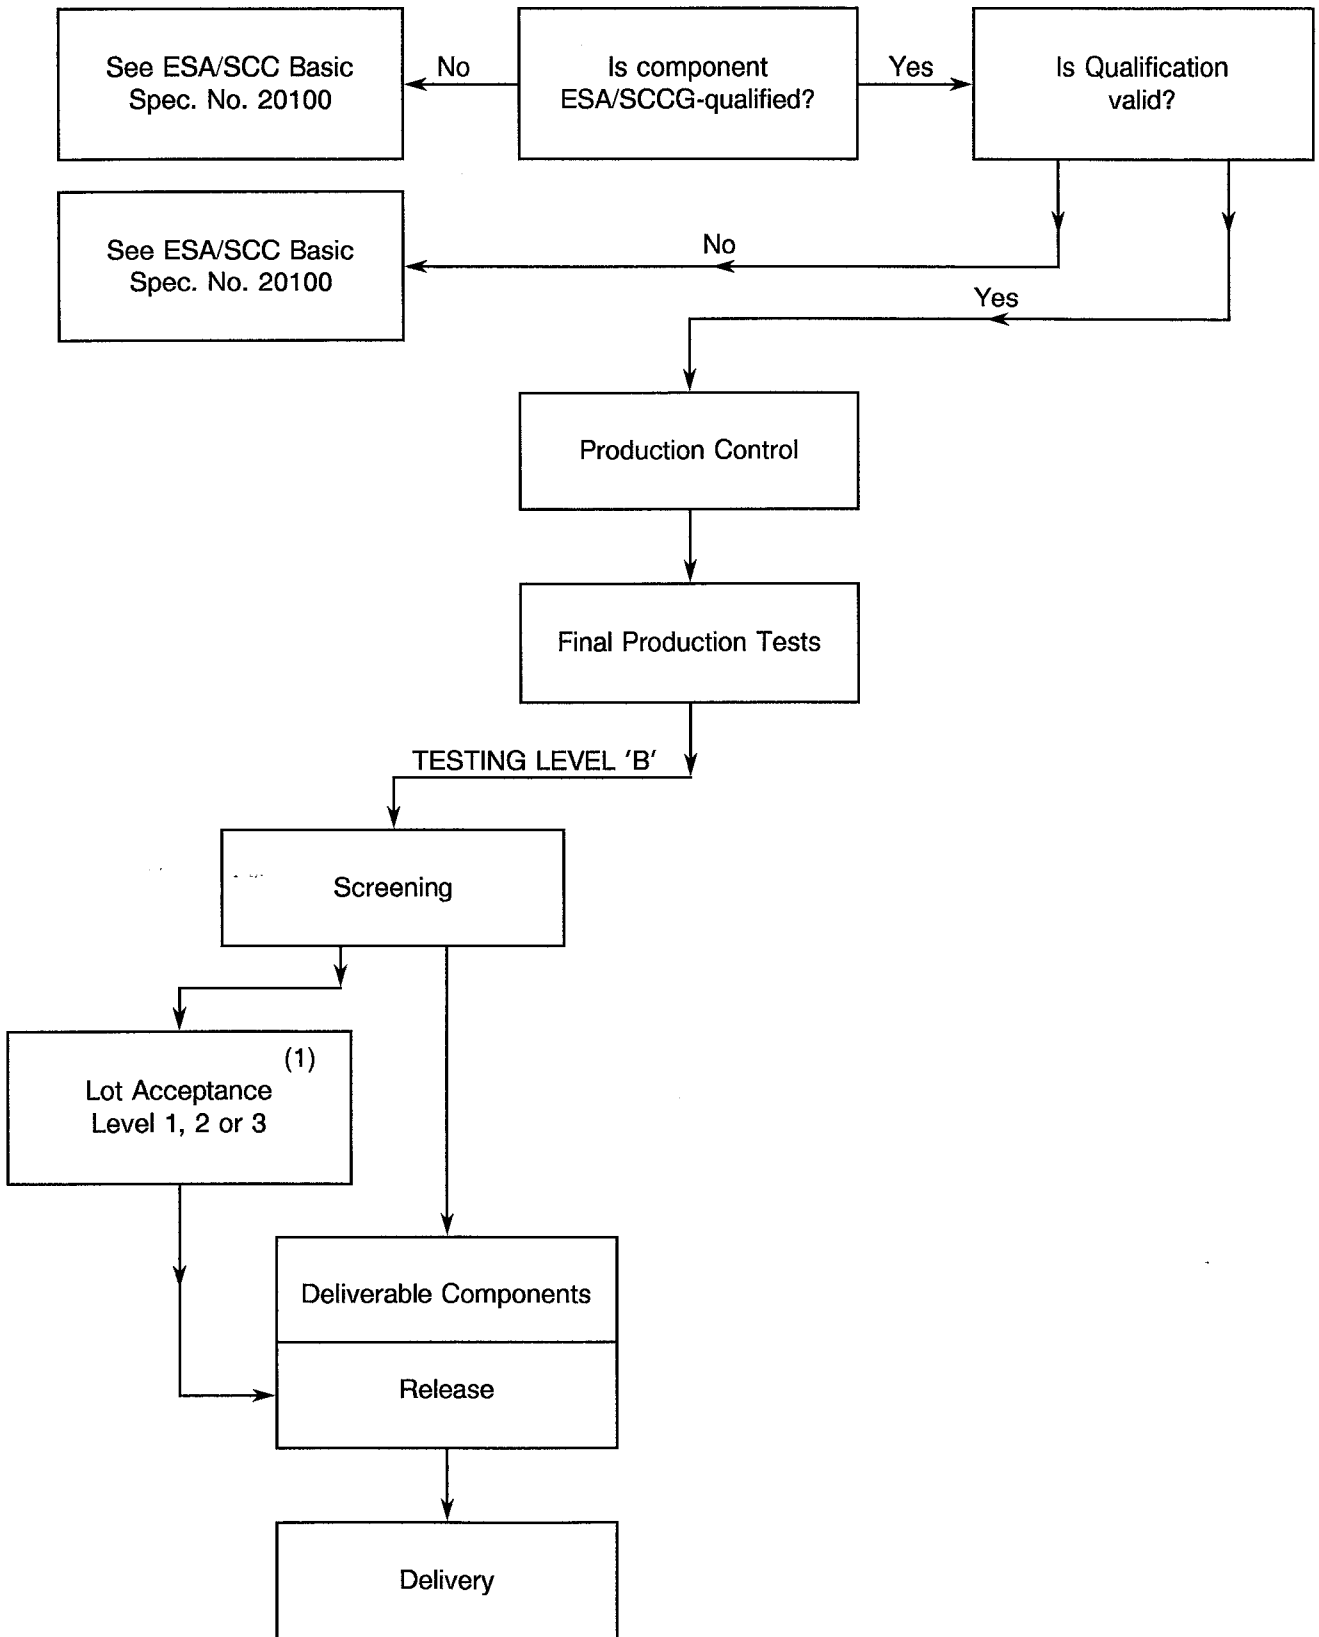 See ESA/SCC Basic
Spec. No. 20100
No
Is component
ESA/SCCG-qualified?
Yes
Is Qualification
valid?
See ESA/SCC Basic
Spec. No. 20100
No
Yes
Production Control
Final Production Tests
TESTING LEVEL 'B'
Screening
(1)
Lot Acceptance
Level 1, 2 or 3
Deliverable Components
Release
Delivery